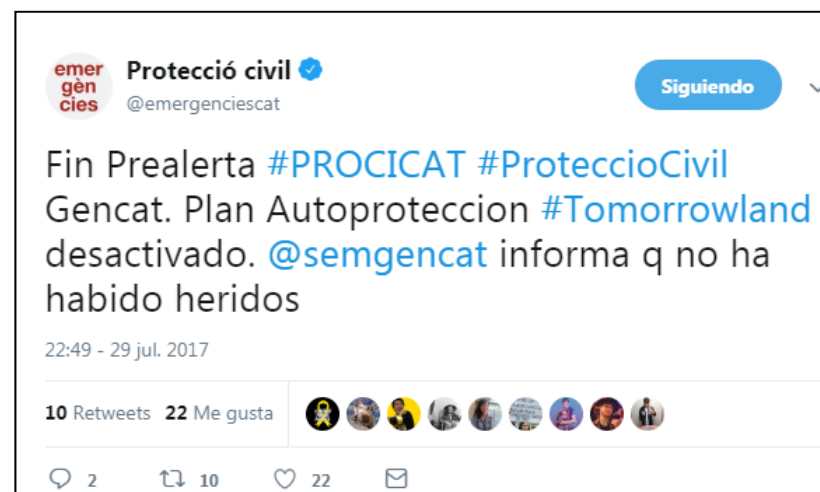 emer
gèn
cies
Protecció civil
@emergenciescat
Siguiendo
Fin Prealerta #PROCICAT #ProteccioCivil
Gencat. Plan Autoproteccion #Tomorrowland
desactivado. @semgencat informa q no ha
habido heridos
22:49 - 29 jul. 2017
10 Retweets 22 Me gusta
2 10 22